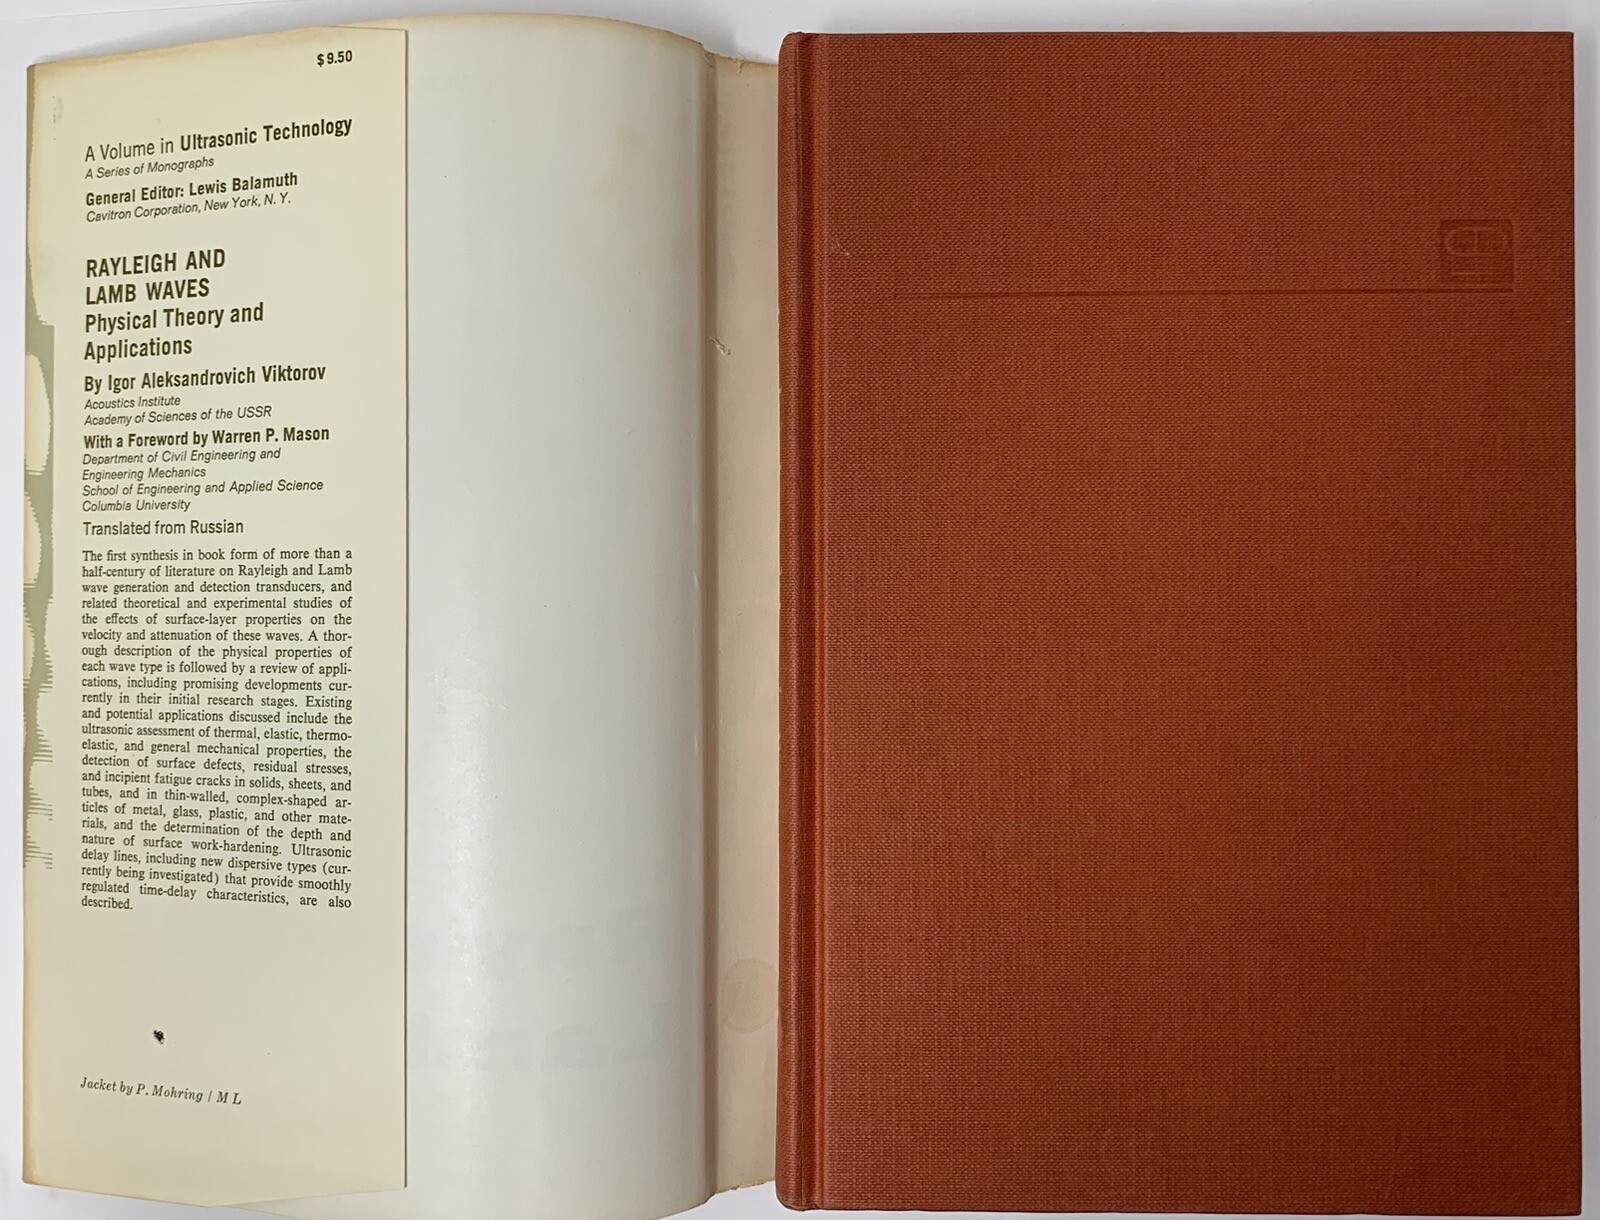 $9.50
A Volume in Ultrasonic Technology
A Series of Monographs
General Editor: Lewis Balamuth
Cavitron Corporation, New York, N. Y.
RAYLEIGH AND
LAMB WAVES
Physical Theory and
Applications
By Igor Aleksandrovich Viktorov
Acoustics Institute
Academy of Sciences of the USSR
With a Foreword by Warren P. Mason
Department of Civil Engineering and
Engineering Mechanics
School of Engineering and Applied Science
Columbia University
Translated from Russian
The first synthesis in book form of more than a
half-century of literature on Rayleigh and Lamb
wave generation and detection transducers, and
related theoretical and experimental studies of
the effects of surface-layer properties on the
velocity and attenuation of these waves. A thor-
ough description of the physical properties of
each wave type is followed by a review of appli-
cations, including promising developments cur-
rently in their initial research stages. Existing
and potential applications discussed include the
ultrasonic assessment of thermal, elastic, thermo-
elastic, and general mechanical properties, the
detection of surface defects, residual stresses,
and incipient fatigue cracks in solids, sheets, and
tubes, and in thin-walled, complex-shaped ar-
ticles of metal, glass, plastic, and other mate-
rials, and the determination of the depth and
nature of surface work-hardening. Ultrasonic
delay lines, including new dispersive types (cur-
rently being investigated) that provide smoothly
regulated time-delay characteristics, are also
described.
Jacket by P. Mohring / M L